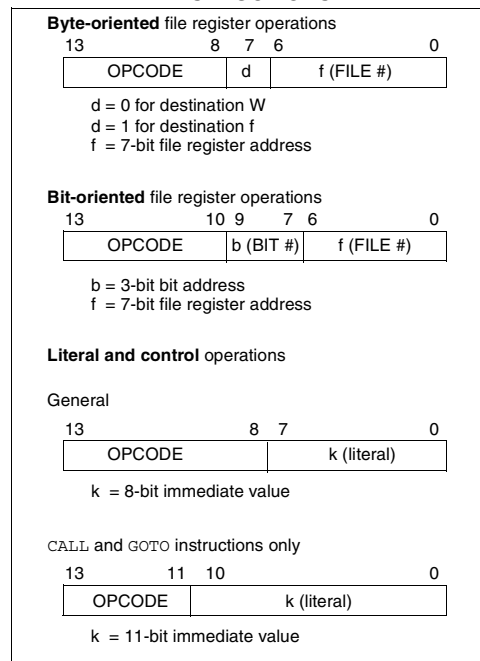 Byte-oriented file register operations
13 8 7 6 0
OPCODE d f (FILE #)
d = 0 for destination W
d = 1 for destination f
f = 7-bit file register address
Bit-oriented file register operations
13 10 9 7 6 0
OPCODE b (BIT #) f (FILE #)
b = 3-bit bit address
f = 7-bit file register address
Literal and control operations
General
13 8 7 0
OPCODE k (literal)
k = 8-bit immediate value
CALL and GOTO instructions only
13 11 10 0
OPCODE k (literal)
k = 11-bit immediate value